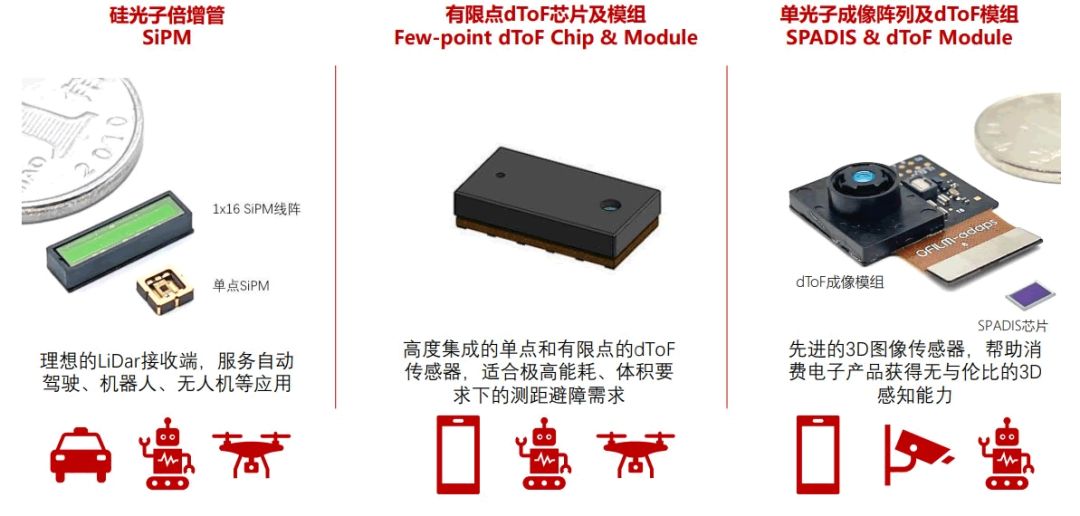 硅光子倍增管
SiPM
2010
1x16 SiPM线阵
单点SiPM
理想的LiDar接收端，服务自动
驾驶、机器人、无人机等应用
有限点dToF芯片及模组
Few-point dToF Chip & Module
高度集成的单点和有限点的dToF
传感器，适合极高能耗、体积要
求下的测距避障需求
单光子成像阵列及dToF模组
SPADIS & dToF Module
OFILM-adaps
dToF成像模组
SPADIS芯片
先进的3D图像传感器，帮助消
费电子产品获得无与伦比的3D
感知能力